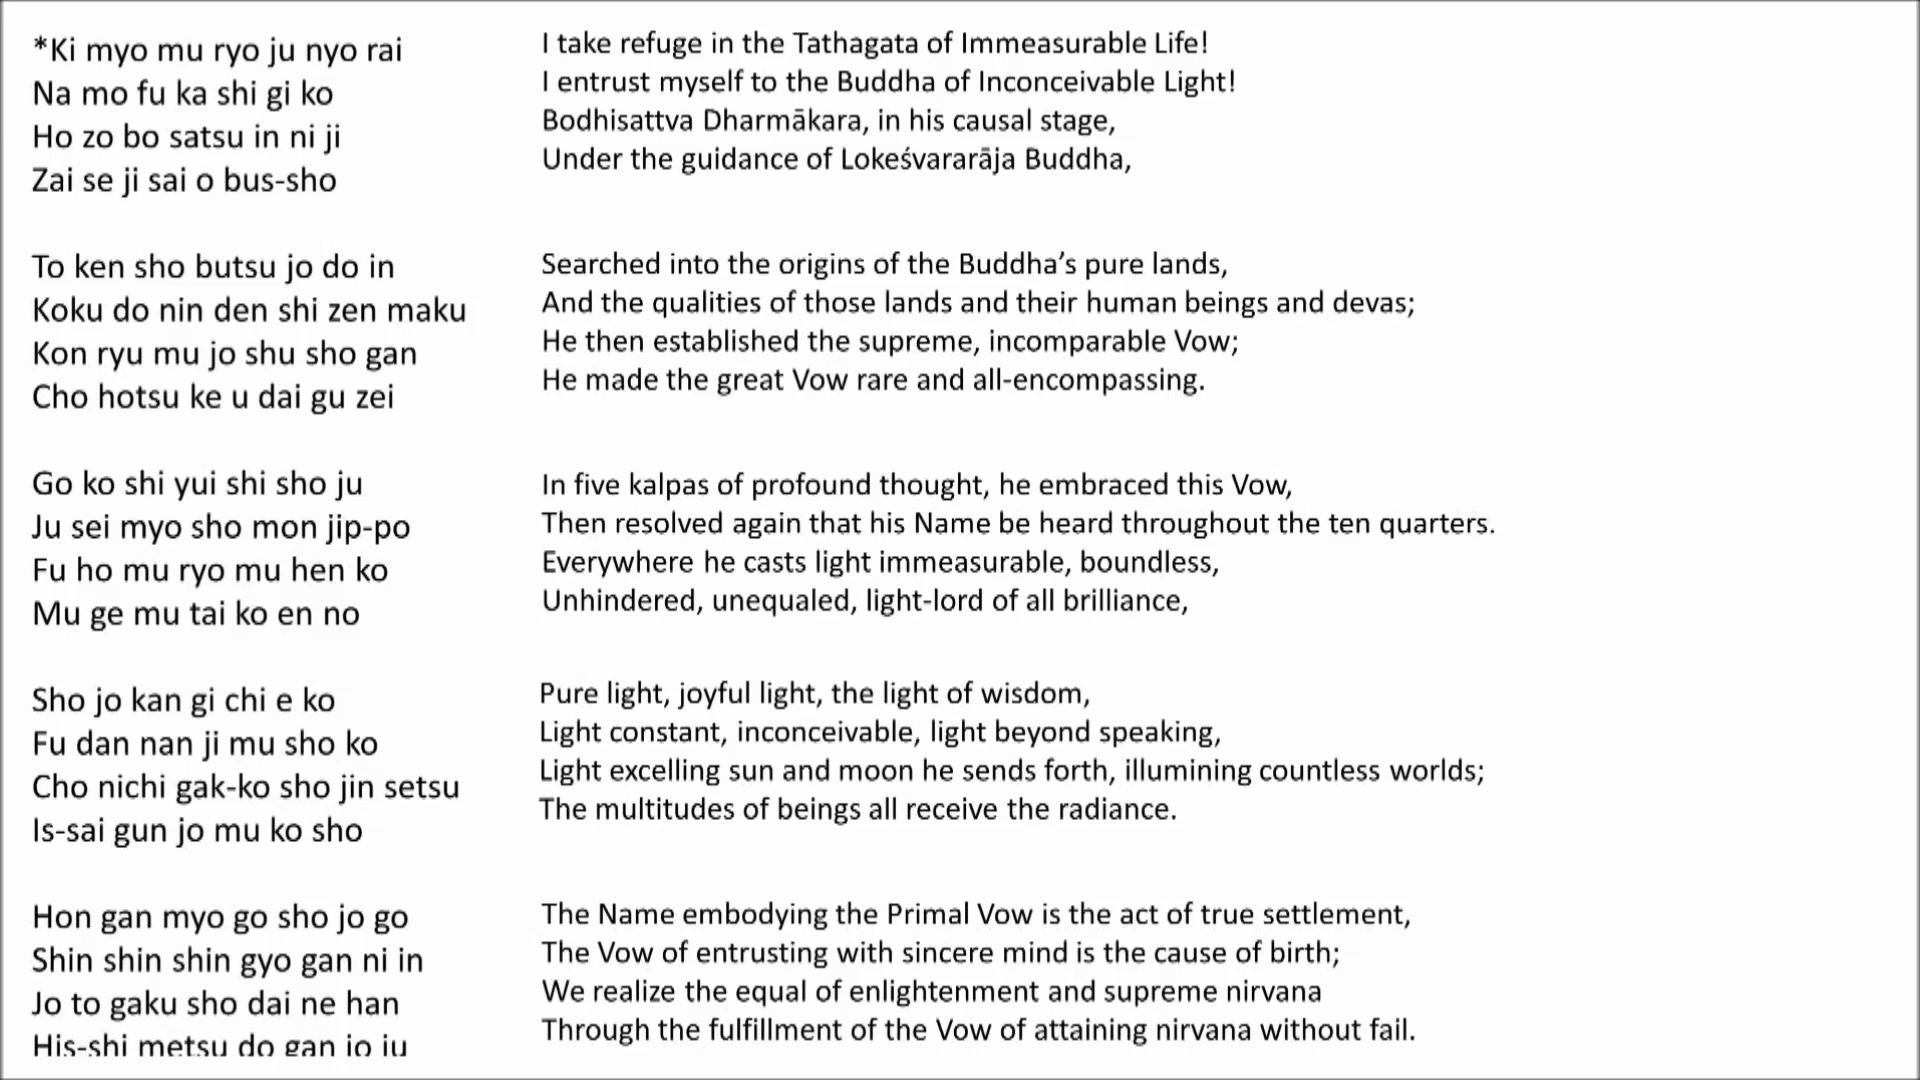 *Ki myo mu ryo ju nyo rai
Na mo fu ka shi gi ko
Ho zo bo satsu in ni ji
Zai se ji sai o bus-sho
To ken sho butsu jo do in
Koku do nin den shi zen maku
Kon ryu mu jo shu sho gan
Cho hotsu ke u dai gu zei
Go ko shi yui shi sho ju
Ju sei myo sho mon jip-po
Fu ho mu ryo mu hen ko
Mu ge mu tai ko en no
Sho jo kan gi chi e ko
Fu dan nan ji mu sho ko
Cho nichi gak-ko sho jin setsu
Is-sai gun jo mu ko sho
Hon gan myo go sho jo go
Shin shin shin gyo gan ni in
Jo to gaku sho dai ne han
His-shi metsu do gan jo ju
I take refuge in the Tathagata of Immeasurable Life!
I entrust myself to the Buddha of Inconceivable Light!
Bodhisattva Dharmākara, in his causal stage,
Under the guidance of Lokeśvararāja Buddha,
Searched into the origins of the Buddha’s pure lands,
And the qualities of those lands and their human beings and devas;
He then established the supreme, incomparable Vow;
He made the great Vow rare and all-encompassing.
In five kalpas of profound thought, he embraced this Vow,
Then resolved again that his Name be heard throughout the ten quarters.
Everywhere he casts light immeasurable, boundless,
Unhindered, unequaled, light-lord of all brilliance,
Pure light, joyful light, the light of wisdom,
Light constant, inconceivable, light beyond speaking,
Light excelling sun and moon he sends forth, illumining countless worlds;
The multitudes of beings all receive the radiance.
The Name embodying the Primal Vow is the act of true settlement,
The Vow of entrusting with sincere mind is the cause of birth;
We realize the equal of enlightenment and supreme nirvana
Through the fulfillment of the Vow of attaining nirvana without fail.